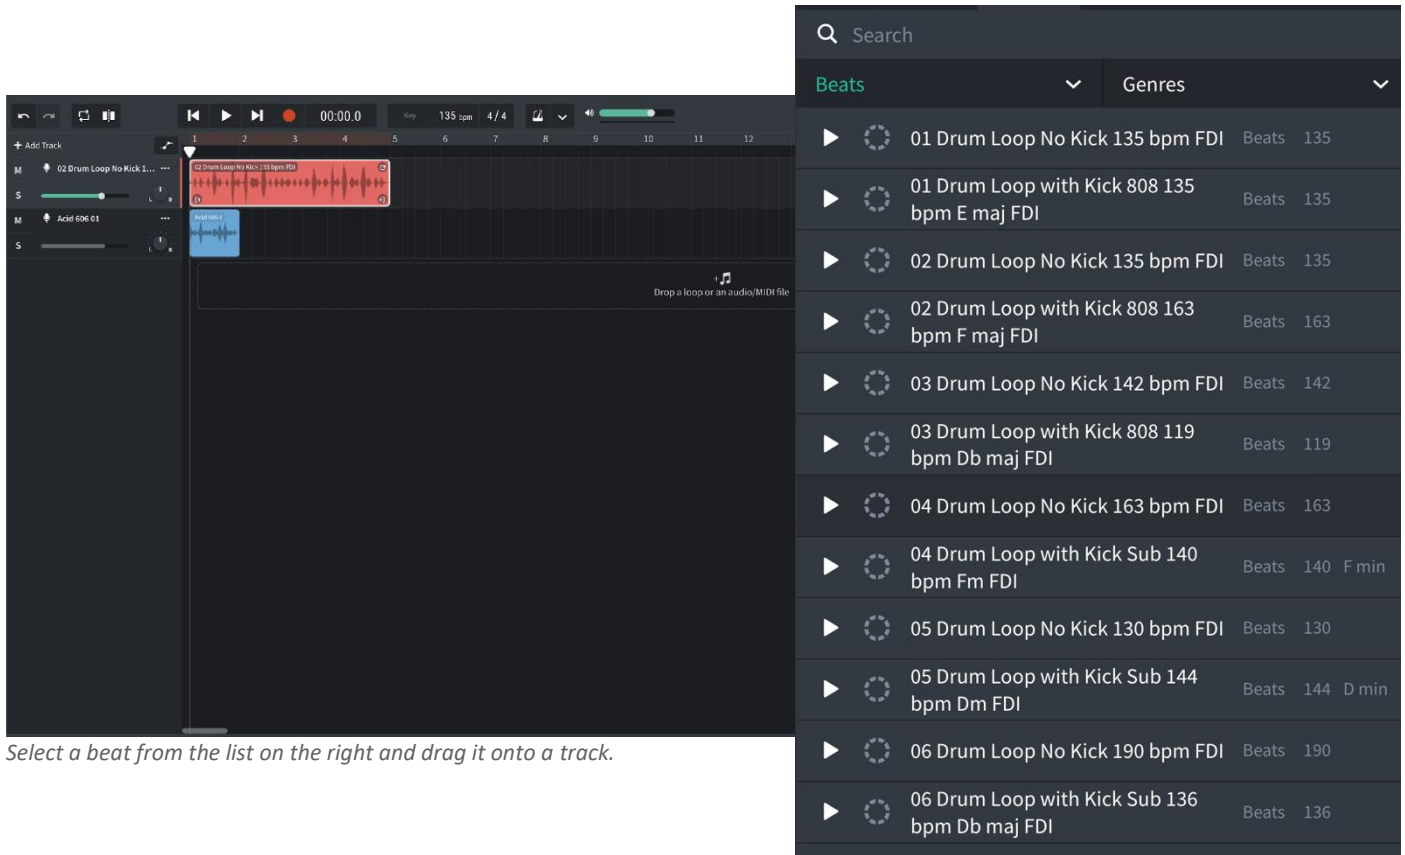 00:00.0
Key
135 bpm
4/4
+ Add Track
1 2 3 4 5 6 7 8 9 10 11 12
M 02 Drum Loop No Kick 1... ...
S L R
02 Drum Loop No Kick 135 bpm FDI
M Acid 606 01 ...
S L R
Drop a loop or an audio/MIDI file
Select a beat from the list on the right and drag it onto a track.
Search
Beats Genres
01 Drum Loop No Kick 135 bpm FDI Beats 135
01 Drum Loop with Kick 808 135
bpm E maj FDI Beats 135
02 Drum Loop No Kick 135 bpm FDI Beats 135
02 Drum Loop with Kick 808 163
bpm F maj FDI Beats 163
03 Drum Loop No Kick 142 bpm FDI Beats 142
03 Drum Loop with Kick 808 119
bpm Db maj FDI Beats 119
04 Drum Loop No Kick 163 bpm FDI Beats 163
04 Drum Loop with Kick Sub 140
bpm Fm FDI Beats 140 F min
05 Drum Loop No Kick 130 bpm FDI Beats 130
05 Drum Loop with Kick Sub 144
bpm Dm FDI Beats 144 D min
06 Drum Loop No Kick 190 bpm FDI Beats 190
06 Drum Loop with Kick Sub 136
bpm Db maj FDI Beats 136